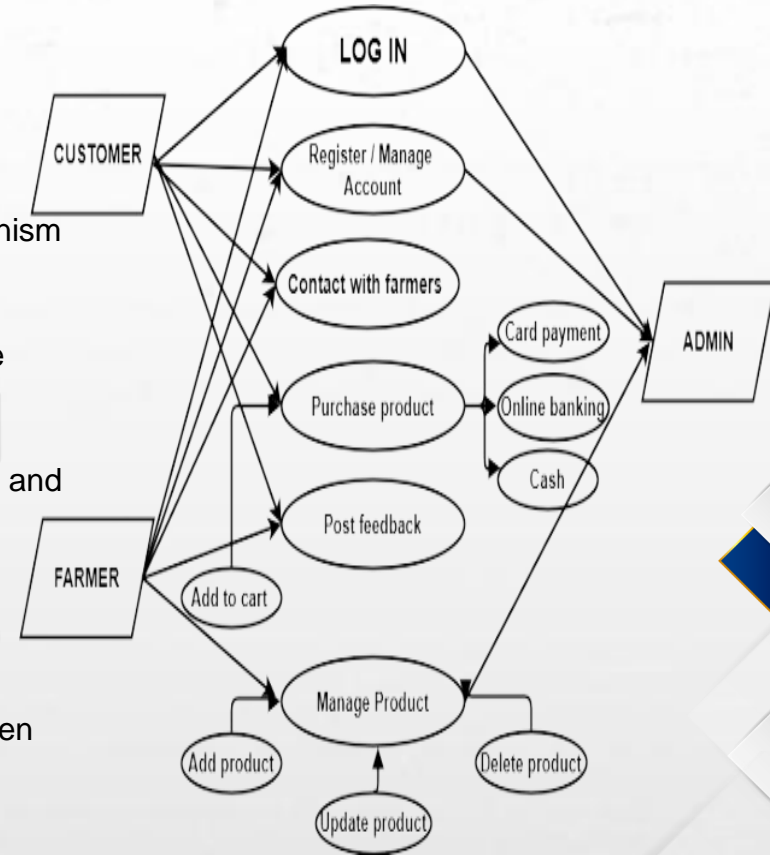 LOG IN
CUSTOMER
Register / Manage
Account
nism
Contact with farmers
Card payment
ADMIN
e
Purchase product
Online banking
Cash
and
Post feedback
FARMER
Add to cart
Manage Product
en
Add product
Delete product
Update product